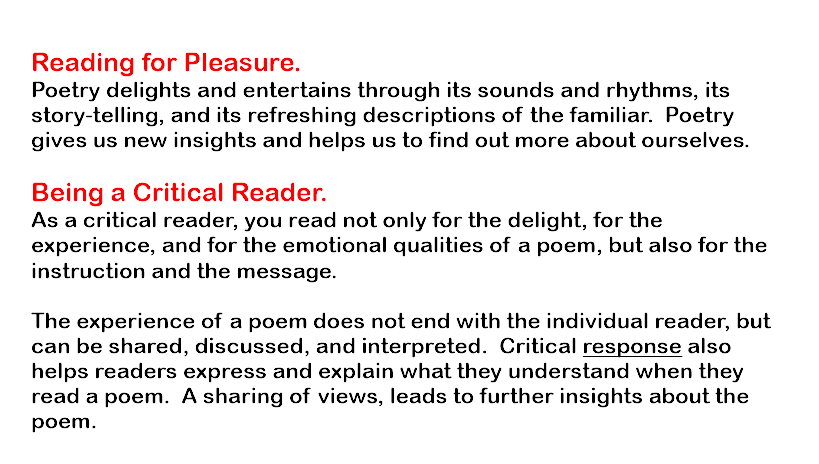 Reading for Pleasure.
Poetry delights and entertains through its sounds and rhythms, its
story-telling, and its refreshing descriptions of the familiar.  Poetry
gives us new insights and helps us to find out more about ourselves.
Being a Critical Reader.
As a critical reader, you read not only for the delight, for the
experience, and for the emotional qualities of a poem, but also for the
instruction and the message.
The experience of a poem does not end with the individual reader, but
can be shared, discussed, and interpreted.  Critical response also
helps readers express and explain what they understand when they
read a poem.  A sharing of views, leads to further insights about the
poem.